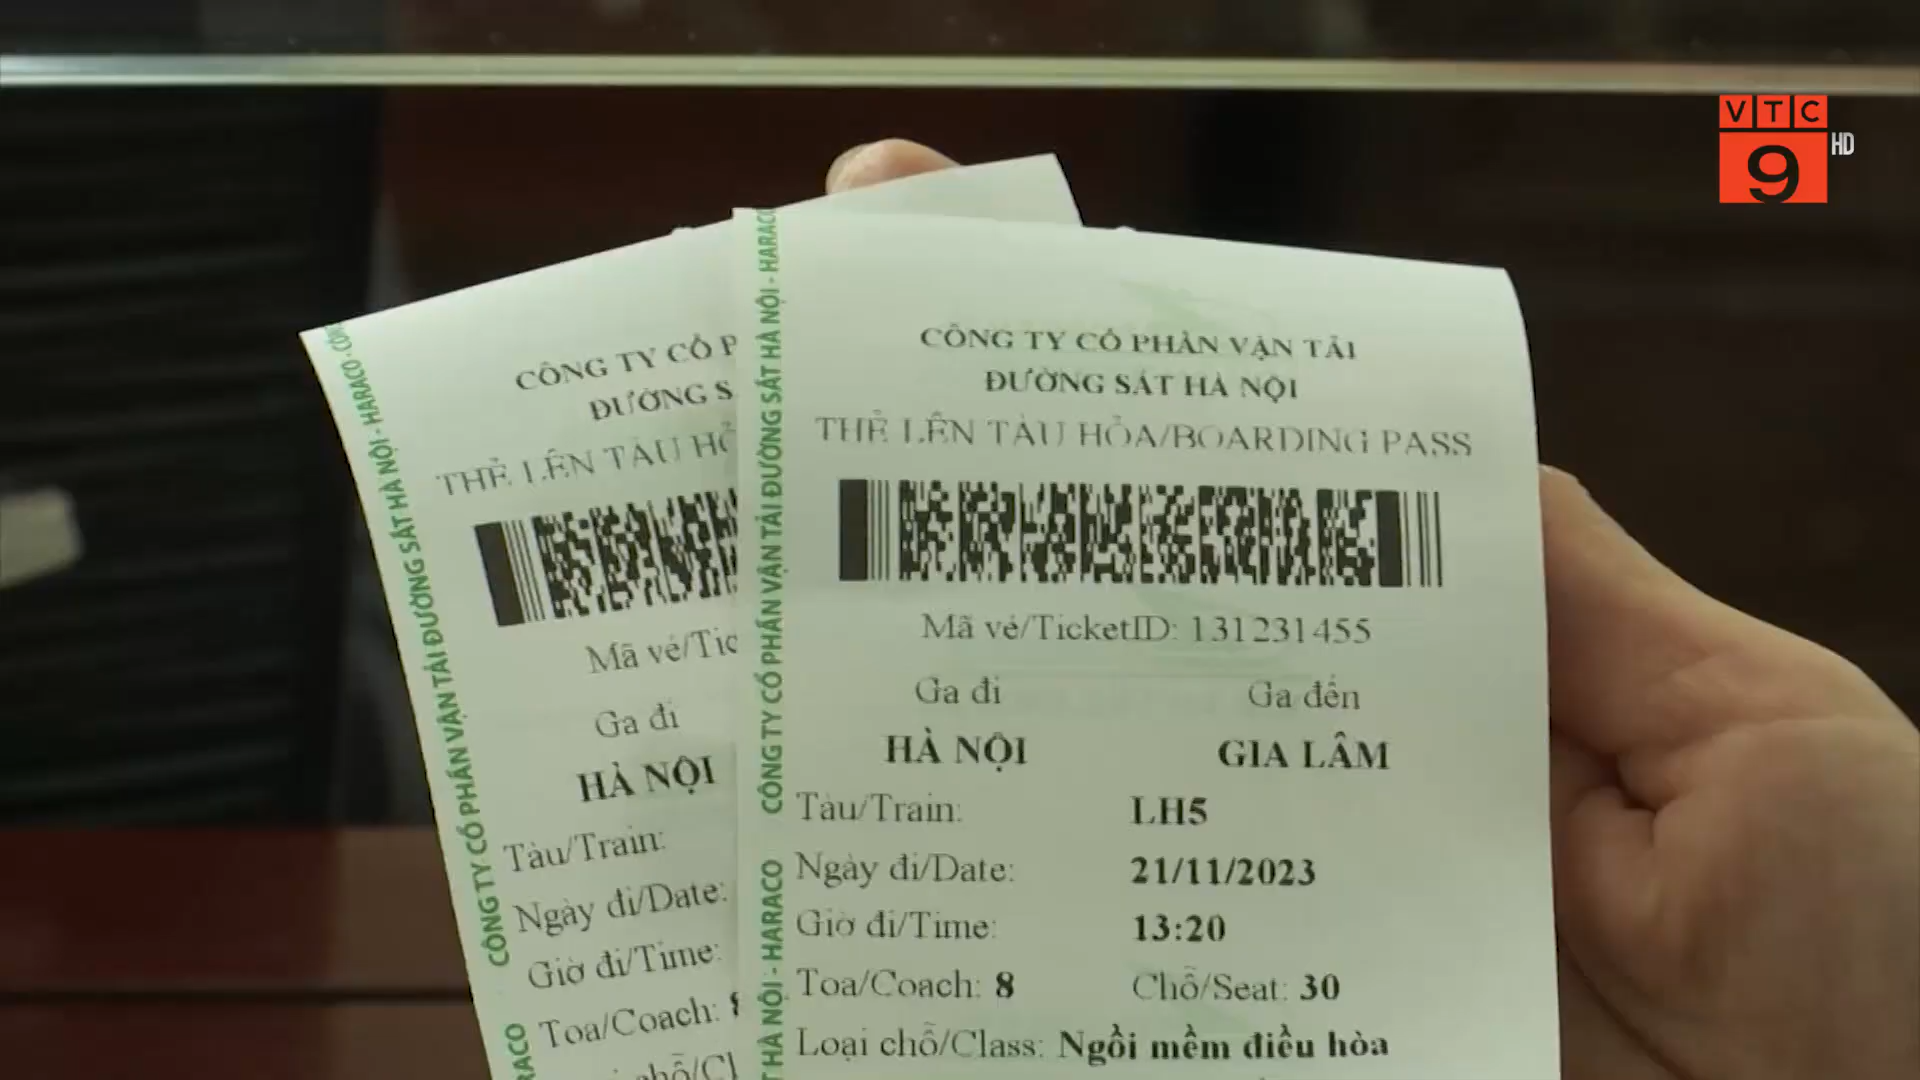 VTC
9
HD
CÔNG TY CỔ PHẦN VẬN TẢI
ĐƯỜNG SẮT HÀ NỘI
THẺ LÊN TÀU HỎA/BOARDING PASS
Mã vé/TicketID: 131231455
Ga đi
Ga đến
HÀ NỘI
GIA LÂM
Tàu/Train: LH5
Ngày đi/Date: 21/11/2023
Giờ đi/Time: 13:20
Toa/Coach: 8 Chỗ/Seat: 30
Loại chỗ/Class: Ngồi mềm điều hòa
CÔNG TY CỔ PHẦN VẬN TẢI ĐƯỜNG SẮT HÀ NỘI - HARACO
HÀ NỘI - HARACO
CÔNG TY CỔ
ĐƯỜNG
THẺ LÊN TÀU
Mã vé/
Ga đi
HÀ NỘI
Tàu/Train:
Ngày đi/Date:
Giờ đi/Time:
Toa/Coach:
CÔNG TY CỔ PHẦN VẬN TẢI ĐƯỜNG SẮT HÀ NỘI - HARACO